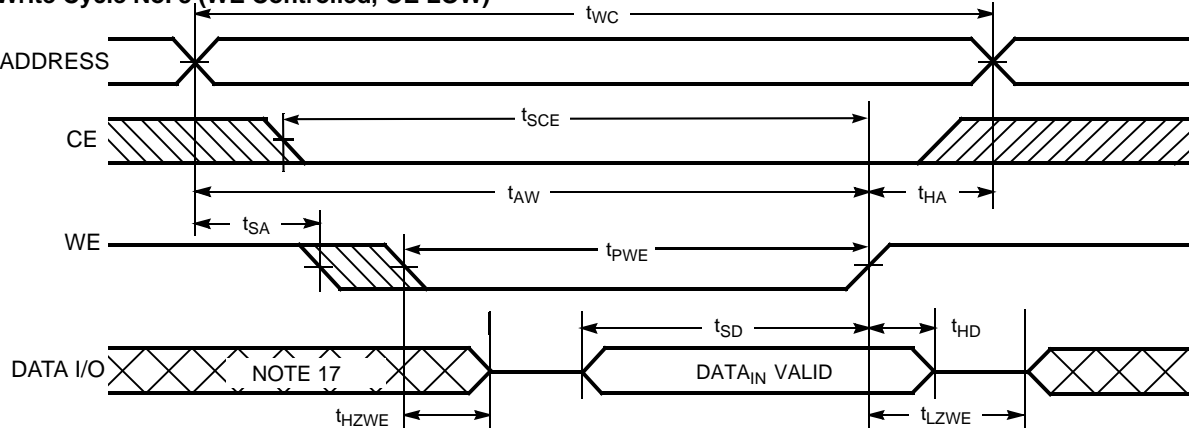 Write Cycle No. 3 (WE Controlled, OE LOW)
tWC
ADDRESS
tSCE
CE
tAW
tHA
tSA
WE
tPWE
tSD
tHD
DATA I/O
NOTE 17
DATAIN VALID
tHZWE
tLZWE